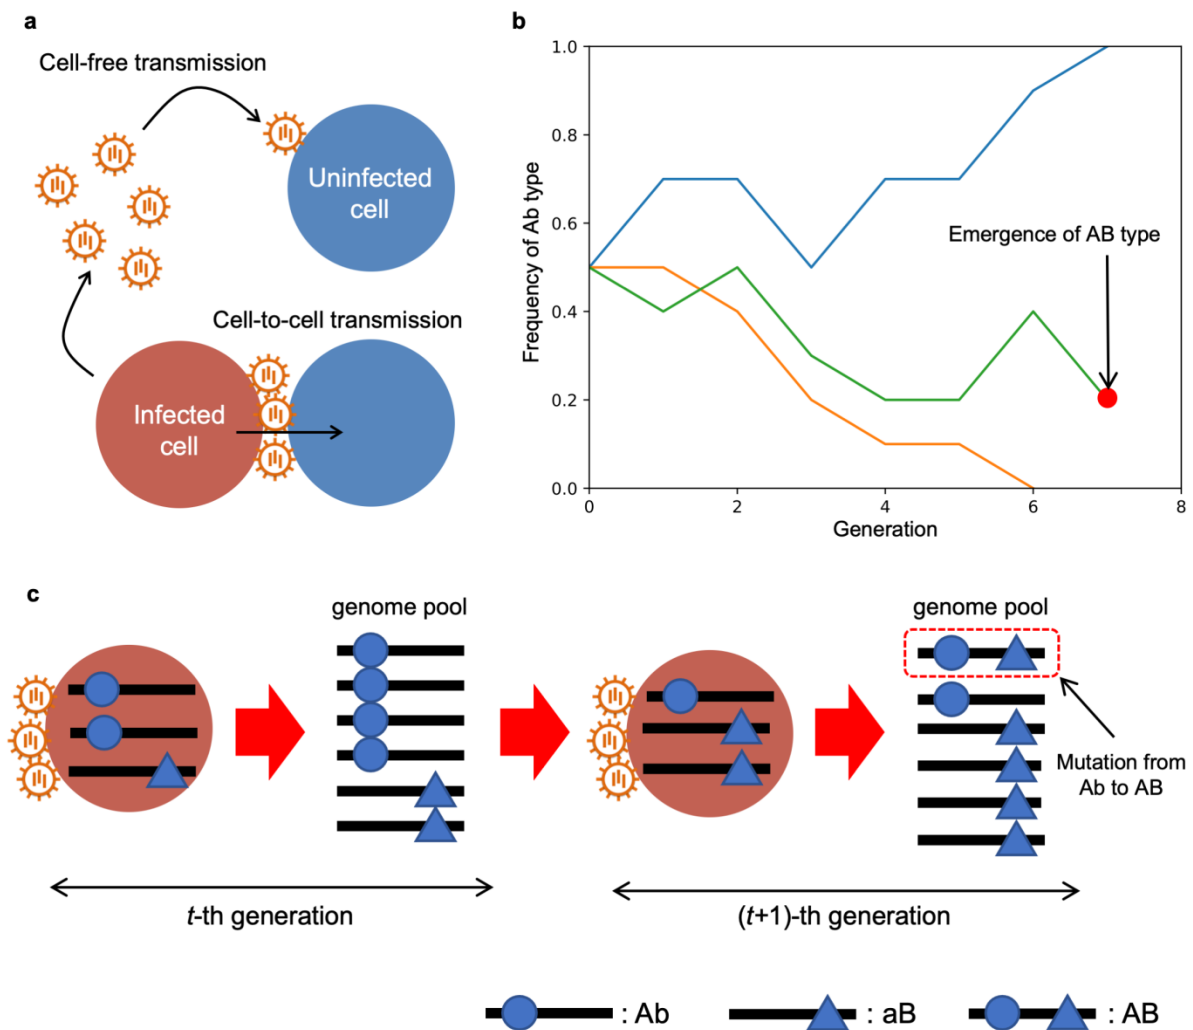 a
Cell-free transmission
Uninfected
cell
Cell-to-cell transmission
Infected
cell
b
1.0
0.8
0.6
0.4
0.2
0.0
Frequency of Ab type
Emergence of AB type
0
2
4
6
8
Generation
c
genome pool
genome pool
Mutation from
Ab to AB
t-th generation
(t+1)-th generation
: Ab
: aB
: AB